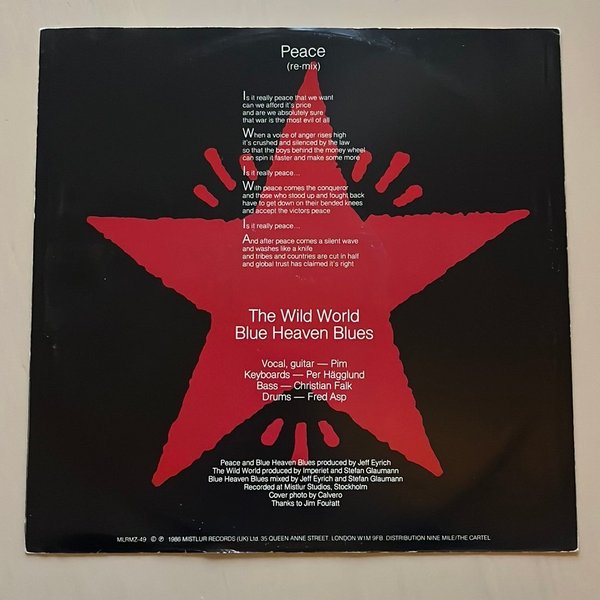 Peace
(re-mix)
Is it really peace that we want
can we afford it's price
and are we absolutely sure
that war is the most evil of all
When a voice of anger rises high
it's crushed and silenced by the law
so that the boys behind the money wheel
can spin it faster and make some more
Is it really peace...
With peace comes the conqueror
and those who stood up and fought back
have to get down on their bended knees
and accept the victors peace
Is it really peace...
And after peace comes a silent wave
and washes like a knife
and tribes and countries are cut in half
and global trust has claimed it's right
The Wild World
Blue Heaven Blues
Vocal, guitar — Pim
Keyboards — Per Hägglund
Bass — Christian Falk
Drums — Fred Asp
Peace and Blue Heaven Blues produced by Jeff Eyrich
The Wild World produced by Imperiet and Stefan Glaumann
Blue Heaven Blues mixed by Jeff Eyrich and Stefan Glaumann
Recorded at Mistlur Studios, Stockholm
Cover photo by Calvero
Thanks to Jim Fouratt
MLRMZ-49 © ℗ 1986 MISTLUR RECORDS (UK) Ltd. 35 QUEEN ANNE STREET LONDON W1M 9FB DISTRIBUTION NINE MILE/THE CARTEL